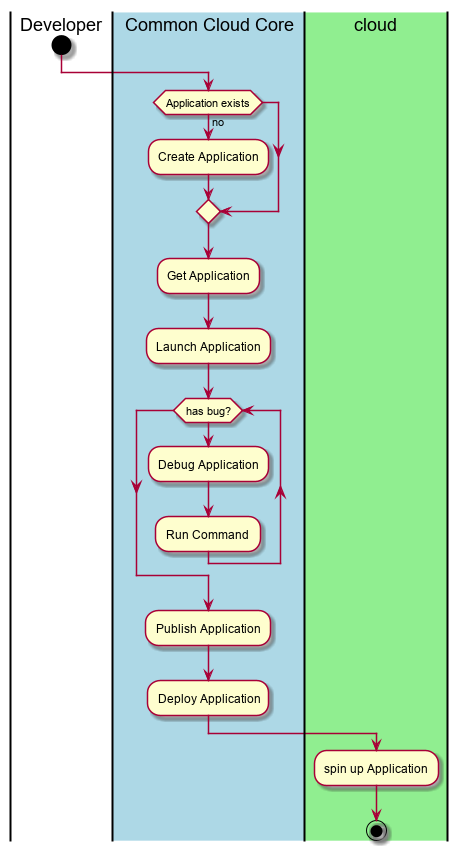 Developer
Common Cloud Core
cloud
Application exists
no
Create Application
Get Application
Launch Application
has bug?
Debug Application
Run Command
Publish Application
Deploy Application
spin up Application